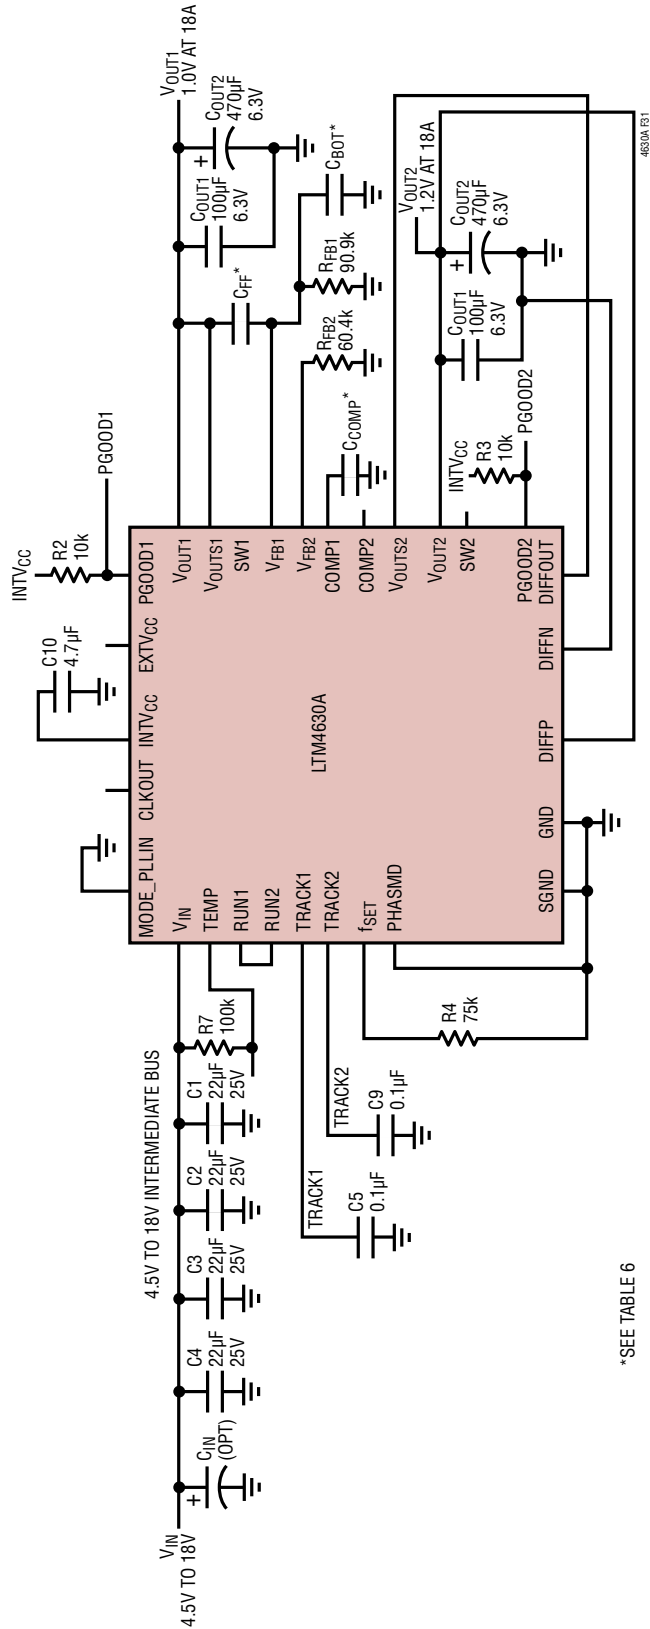 VIN
4.5V TO 18V
4.5V TO 18V INTERMEDIATE BUS
+
CIN
(OPT)
C4
22µF
25V
C3
22µF
25V
C2
22µF
25V
C1
22µF
25V
R7
100k
TRACK1
C5
0.1µF
TRACK2
C9
0.1µF
R4
75k
MODE_PLLIN
CLKOUT
INTVCC
EXTVCC
PGOOD1
C10
4.7µF
INTVCC
R2
10k
PGOOD1
VIN
TEMP
RUN1
RUN2
TRACK1
TRACK2
fSET
PHASMD
LTM4630A
VOUT1
VOUTS1
SW1
VFB1
VFB2
COMP1
COMP2
VOUTS2
VOUT2
SW2
PGOOD2
SGND
GND
DIFFP
DIFFN
DIFFOUT
VOUT1
1.0V AT 18A
COUT1
100µF
6.3V
+
COUT2
470µF
6.3V
CFF*
RFB2
60.4k
RFB1
90.9k
CBOT*
CCOMP*
VOUT2
1.2V AT 18A
COUT1
100µF
6.3V
+
COUT2
470µF
6.3V
INTVCC
R3
10k
PGOOD2
*SEE TABLE 6
4630A F31